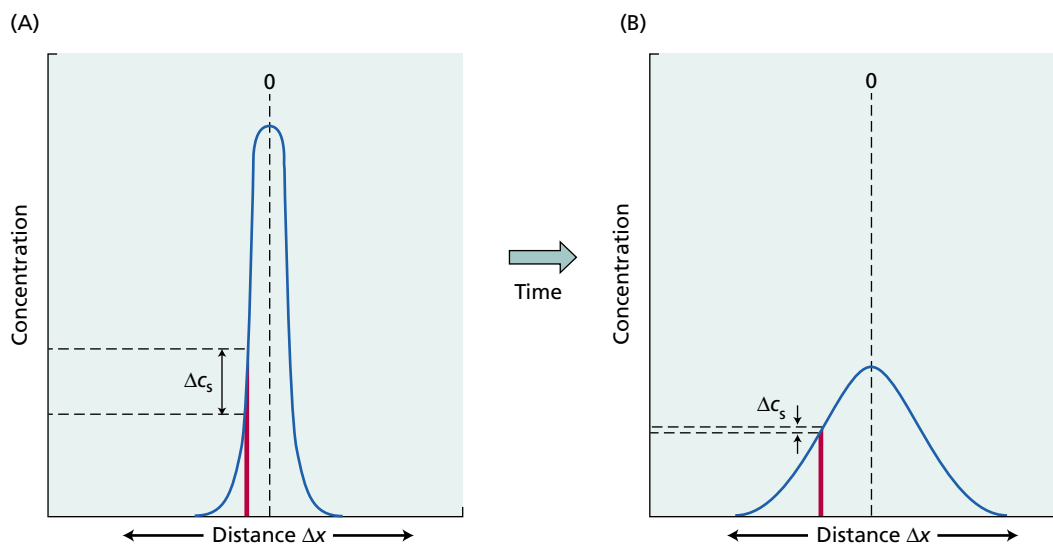 (A)
0
Concentration
Δcs
Distance Δx
Time
(B)
0
Concentration
Δcs
Distance Δx